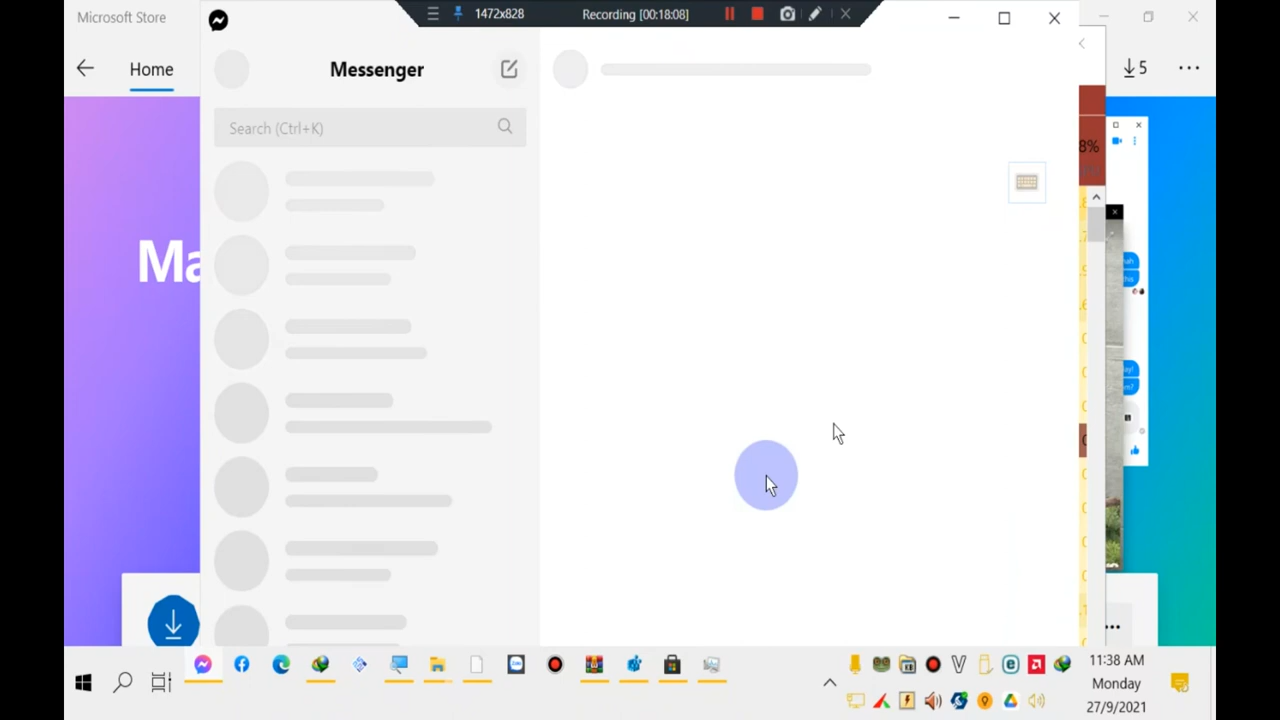 Microsoft Store
1472x828
Recording [00:18:08]
Home
Messenger
5
Search (Ctrl+K)
8%
Ma
11:38 AM
Monday
27/9/2021